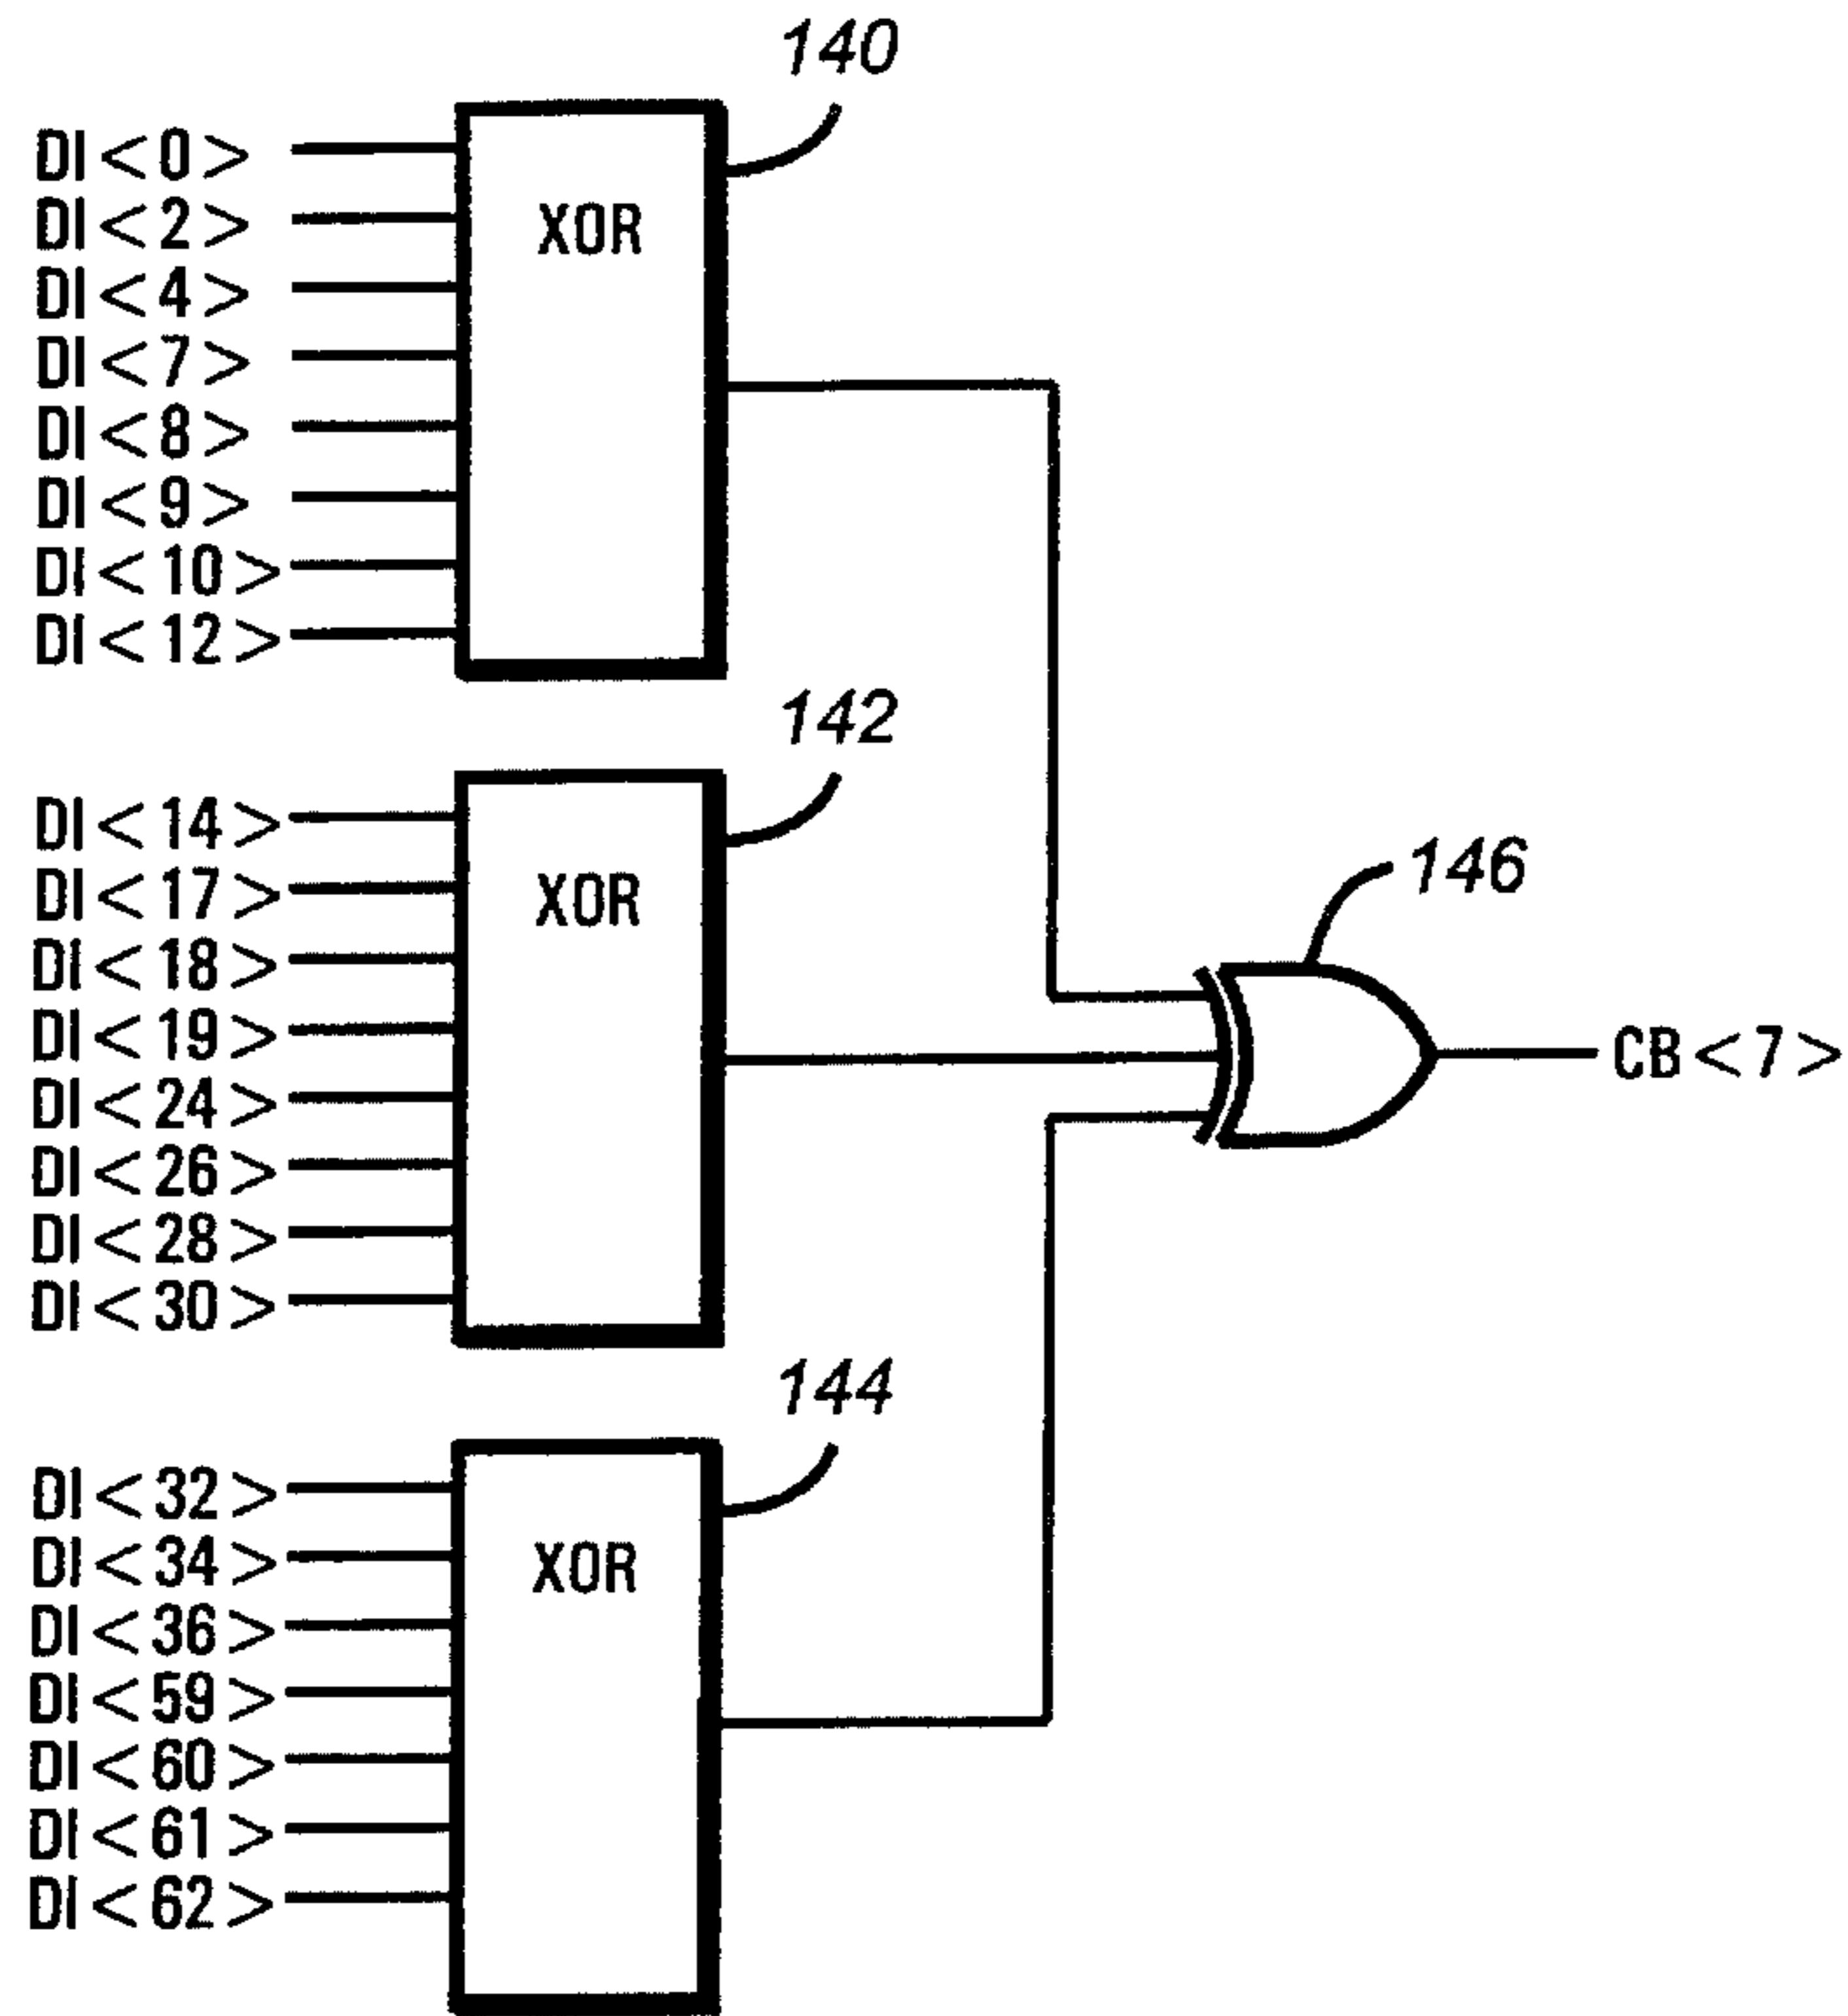 140
DI<0>
DI<2>
XOR
DI<4>
DI<7>
DI<8>
DI<9>
DI<10>
DI<12>
142
DI<14>
DI<17>
XOR
146
DI<18>
DI<19>
CB<7>
DI<24>
DI<26>
DI<28>
DI<30>
144
DI<32>
DI<34>
XOR
DI<36>
DI<59>
DI<60>
DI<61>
DI<62>